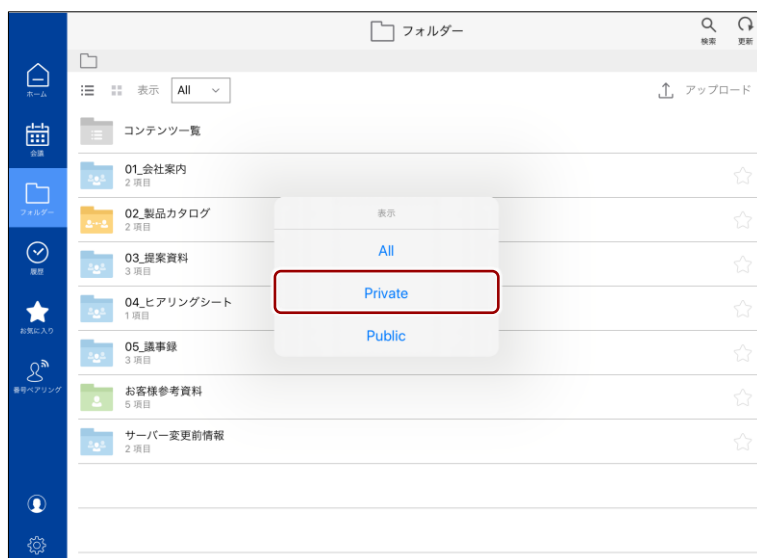 フォルダー
検索
更新
ホーム
会議
フォルダー
履歴
お気に入り
番号ペアリング
表示
All
アップロード
コンテンツ一覧
01_会社案内
2 項目
02_製品カタログ
2 項目
03_提案資料
3 項目
04_ヒアリングシート
1 項目
05_議事録
3 項目
お客様参考資料
5 項目
サーバー変更前情報
2 項目
表示
All
Private
Public